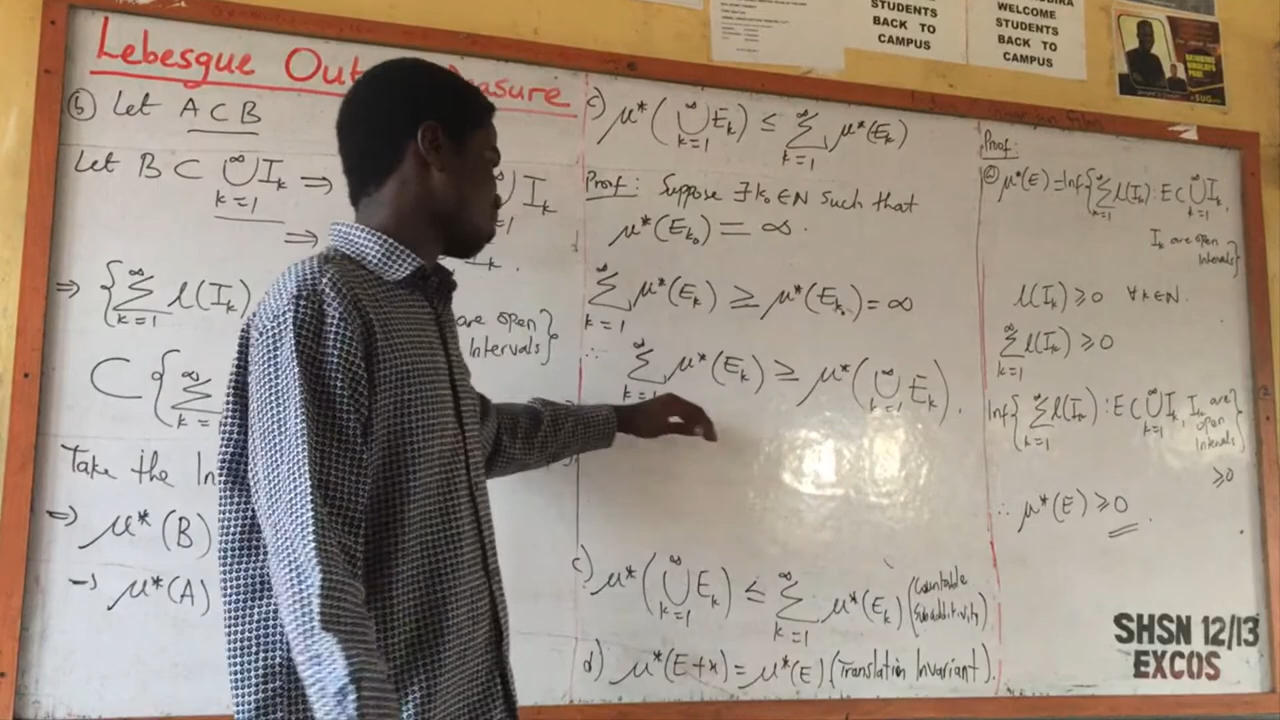 STUDENTS
BACK TO
CAMPUS
WELCOME
STUDENTS
BACK TO
CAMPUS
Lebesgue Out asure
(b) Let A ⊂ B
Let B ⊂ ⋃_{k=1}^∞ I_k ⇒ ⋃_{=1} I_k
⇒ I_k.
⇒ {∑_{k=1}^∞ l(I_k)
are open
Intervals}
⊂ {∑_{k=}^∞
Take the In
⇒ μ*(B)
⇒ μ*(A)
c) μ*(⋃_{k=1}^∞ E_k) ≤ ∑_{k=1}^∞ μ*(E_k)
Proof: Suppose ∃ k₀ ∈ N such that
μ*(E_{k₀}) = ∞.
∑_{k=1}^∞ μ*(E_k) ≥ μ*(E_{k₀}) = ∞
∴ ∑_{k=1}^∞ μ*(E_k) ≥ μ*(⋃_{k=1}^∞ E_k).
c) μ*(⋃_{k=1}^∞ E_k) ≤ ∑_{k=1}^∞ μ*(E_k) (Countable
Subadditivity)
d) μ*(E+x) = μ*(E) (Translation Invariant).
Proof:
(a) μ*(E) = Inf{∑_{k=1}^∞ l(I_k) : E ⊂ ⋃_{k=1}^∞ I_k,
I_k are open
Intervals}
l(I_k) ≥ 0 ∀ k ∈ N.
∑_{k=1}^∞ l(I_k) ≥ 0
Inf{∑_{k=1}^∞ l(I_k) : E ⊂ ⋃_{k=1}^∞ I_k, I_k are
open
Intervals}
≥ 0
∴ μ*(E) ≥ 0.
SHSN 12/13
EXCOS